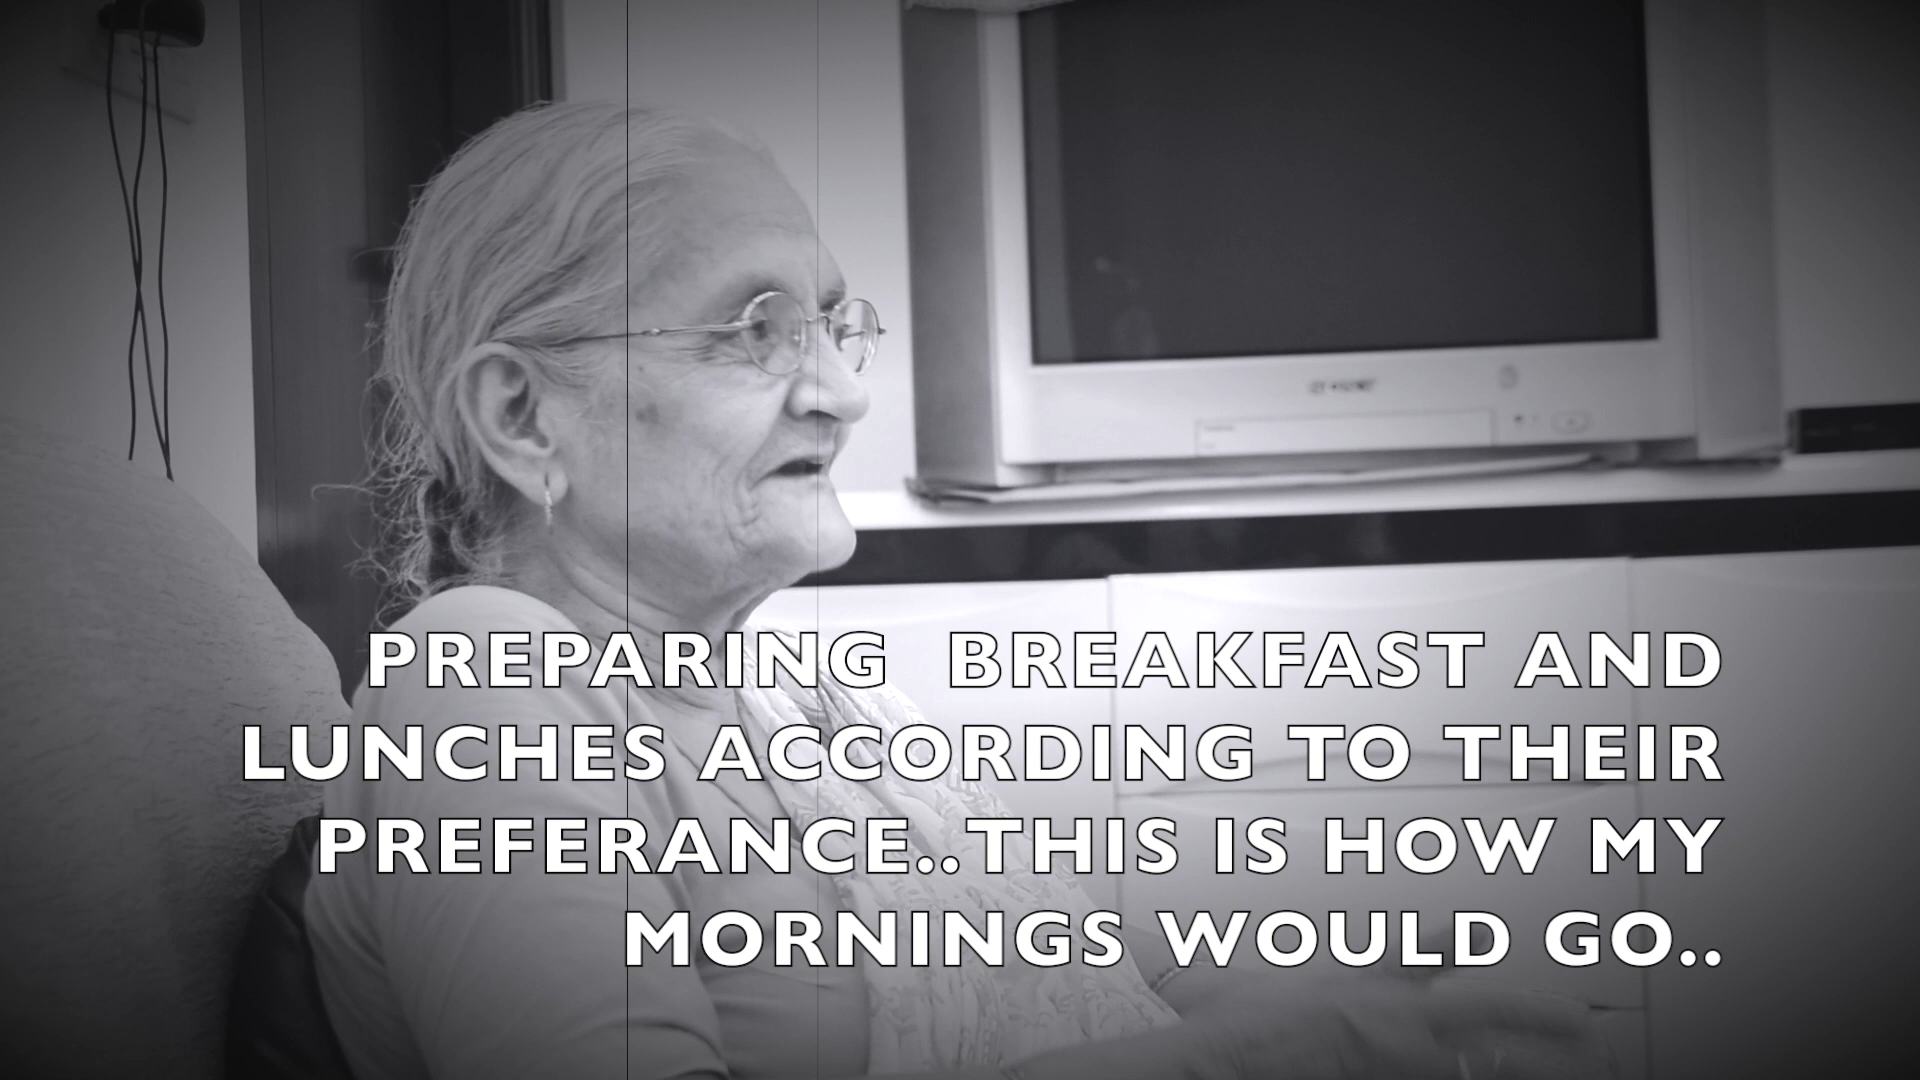 PREPARING  BREAKFAST AND
LUNCHES ACCORDING TO THEIR
PREFERANCE..THIS IS HOW MY
MORNINGS WOULD GO..